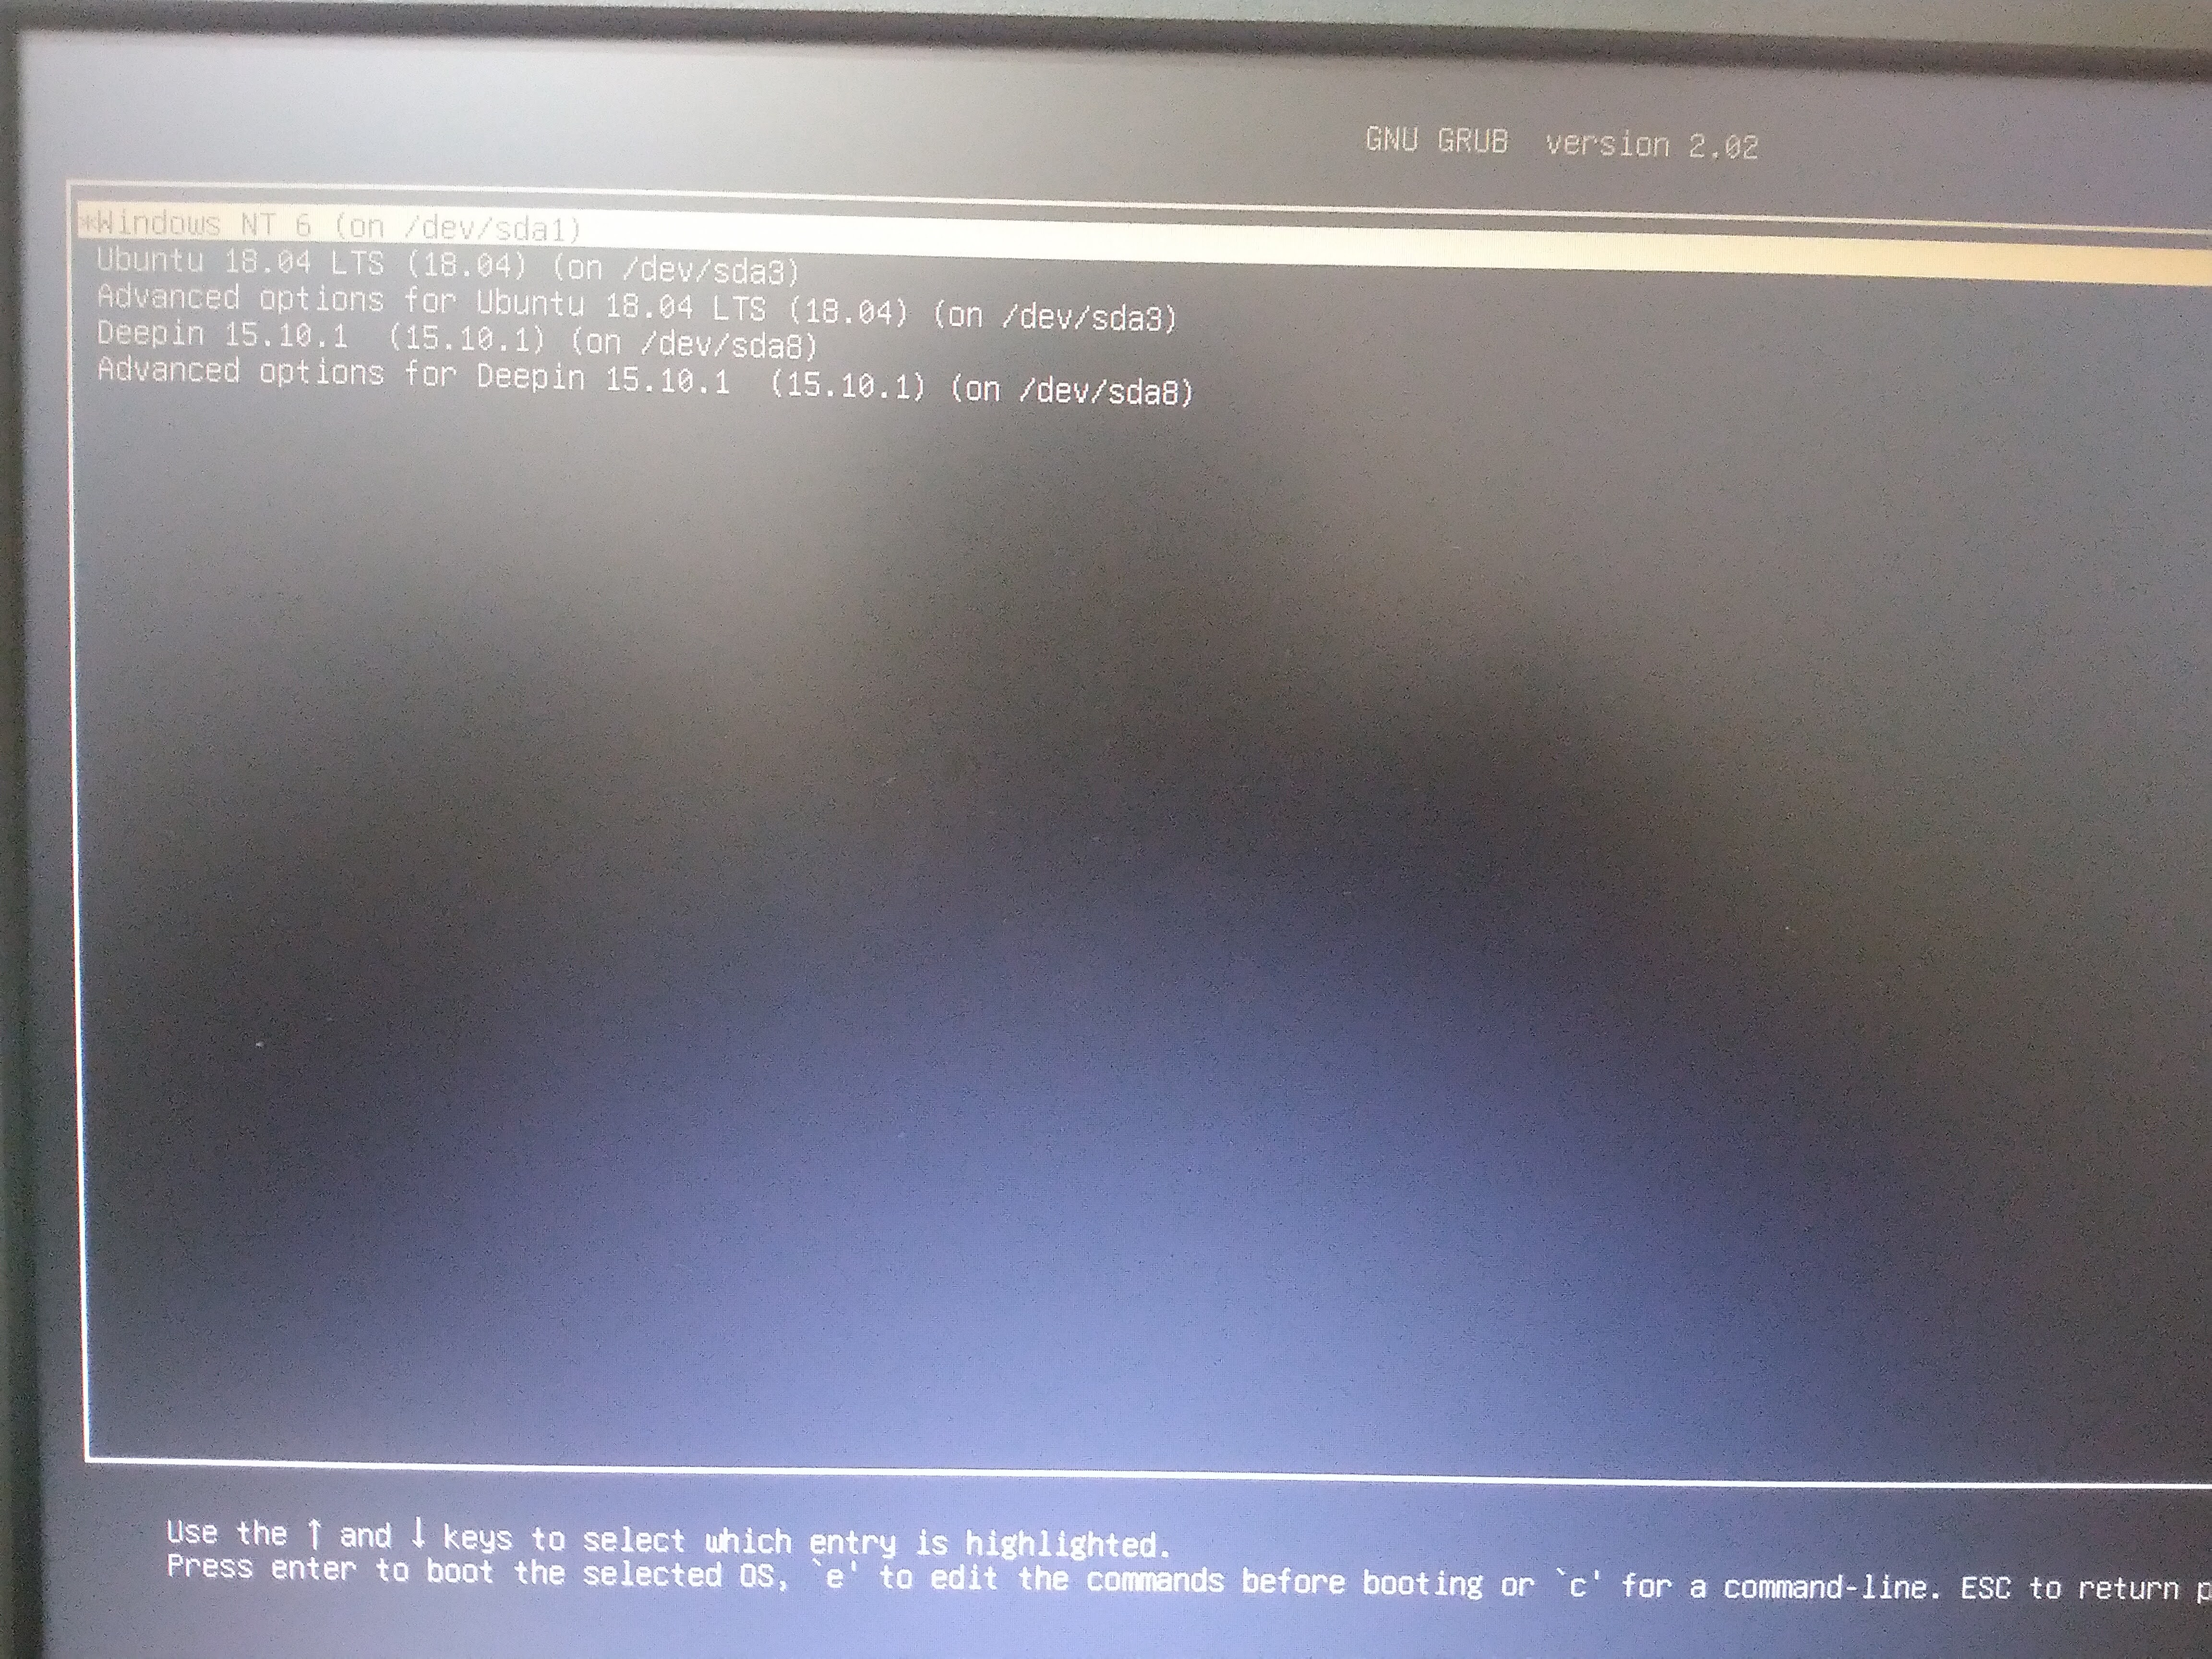 GNU GRUB  version 2.02
*Windows NT 6 (on /dev/sda1)
Ubuntu 18.04 LTS (18.04) (on /dev/sda3)
Advanced options for Ubuntu 18.04 LTS (18.04) (on /dev/sda3)
Deepin 15.10.1  (15.10.1) (on /dev/sda8)
Advanced options for Deepin 15.10.1  (15.10.1) (on /dev/sda8)
Use the ↑ and ↓ keys to select which entry is highlighted.
Press enter to boot the selected OS, `e' to edit the commands before booting or `c' for a command-line. ESC to return